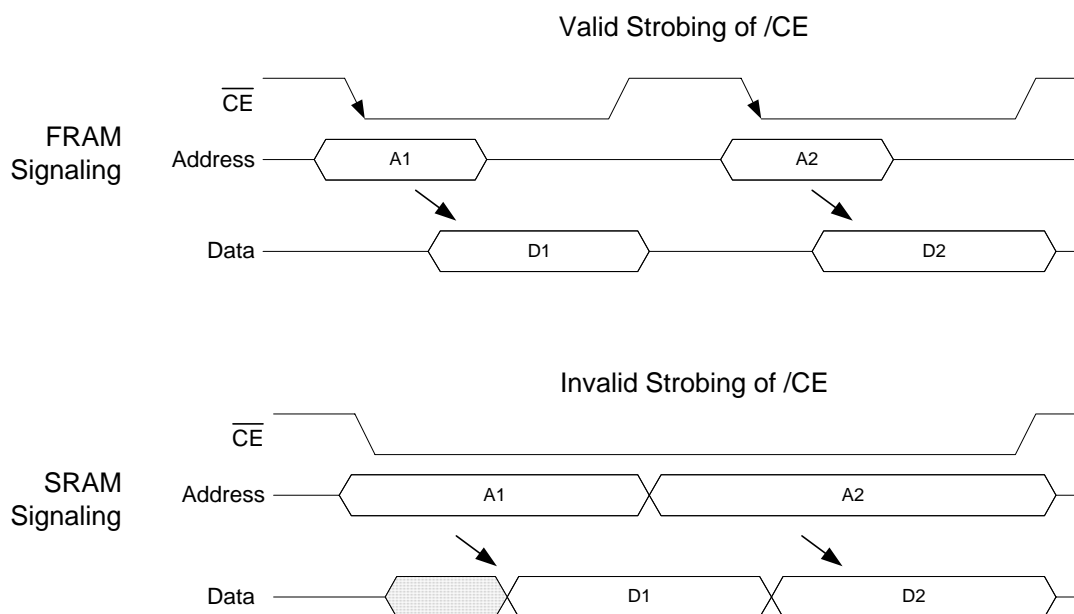 Valid Strobing of /CE
CE
FRAM
Signaling
Address
A1
A2
Data
D1
D2
Invalid Strobing of /CE
CE
SRAM
Signaling
Address
A1
A2
Data
D1
D2